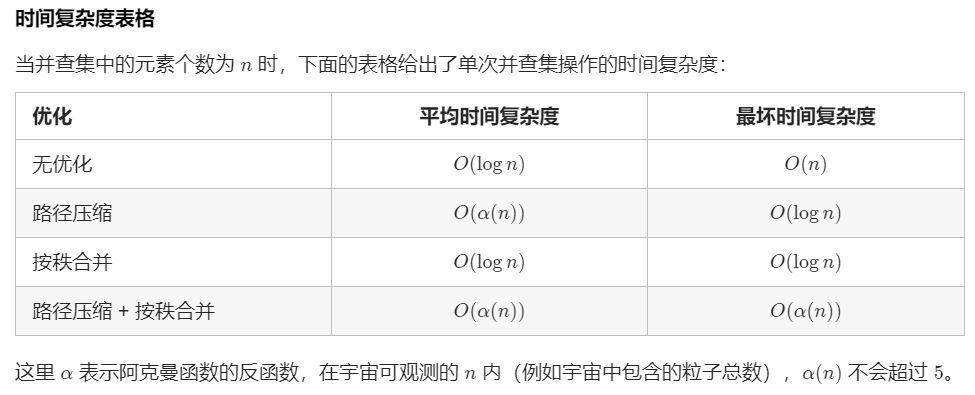 时间复杂度表格
当并查集中的元素个数为 n 时，下面的表格给出了单次并查集操作的时间复杂度：
优化 平均时间复杂度 最坏时间复杂度
无优化 O(log n) O(n)
路径压缩 O(α(n)) O(log n)
按秩合并 O(log n) O(log n)
路径压缩 + 按秩合并 O(α(n)) O(α(n))
这里 α 表示阿克曼函数的反函数，在宇宙可观测的 n 内（例如宇宙中包含的粒子总数），α(n) 不会超过 5。